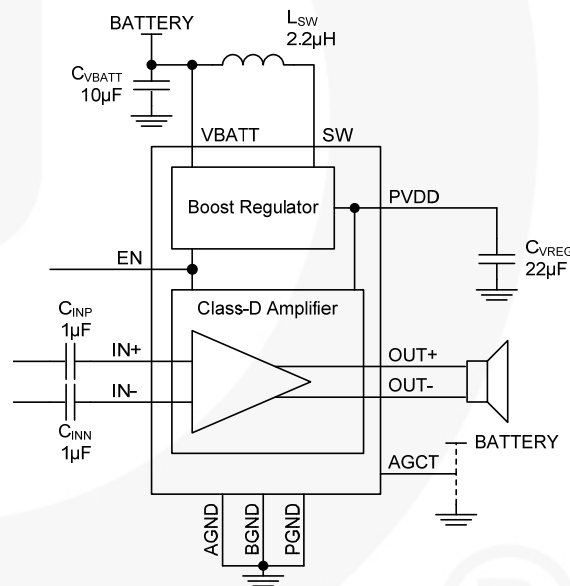 BATTERY
LSW
2.2µH
CVBATT
10µF
VBATT
SW
Boost Regulator
PVDD
CVREG
22µF
EN
Class-D Amplifier
CINP
1µF
IN+
OUT+
IN-
OUT-
CINN
1µF
BATTERY
AGCT
AGND
BGND
PGND